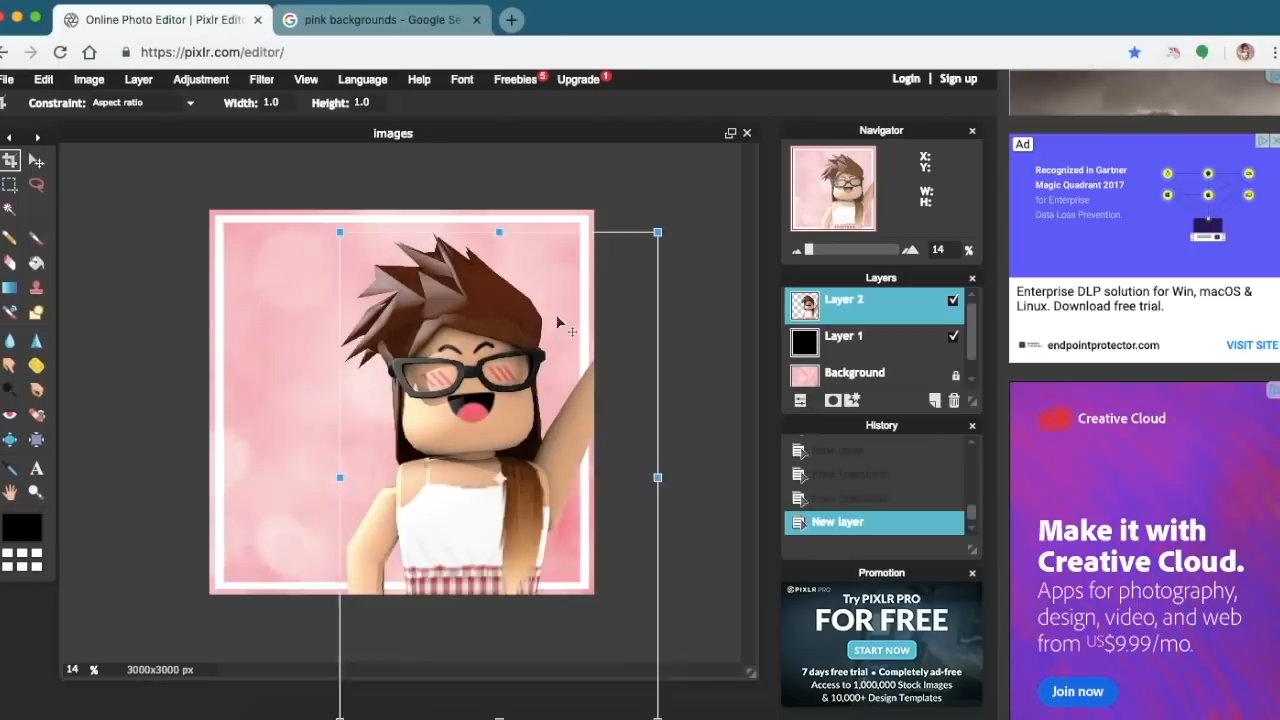 Online Photo Editor | Pixlr Edito
pink backgrounds - Google Se
https://pixlr.com/editor/
File Edit Image Layer Adjustment Filter View Language Help Font Freebies 5 Upgrade 1 Login | Sign up
Constraint: Aspect ratio Width: 1.0 Height: 1.0
images
14 % 3000x3000 px
Navigator
X:
Y:
W:
H:
14 %
Layers
Layer 2
Layer 1
Background
History
New layer
Promotion
PIXLR PRO
Try PIXLR PRO
FOR FREE
START NOW
7 days free trial • Completely ad-free
Access to 1,000,000 Stock Images
& 10,000+ Design Templates
Ad
Recognized in Gartner
Magic Quadrant 2017
for Enterprise
Data Loss Prevention.
Enterprise DLP solution for Win, macOS &
Linux. Download free trial.
endpointprotector.com VISIT SITE
Creative Cloud
Make it with
Creative Cloud.
Apps for photography,
design, video, and web
from US$9.99/mo.
Join now